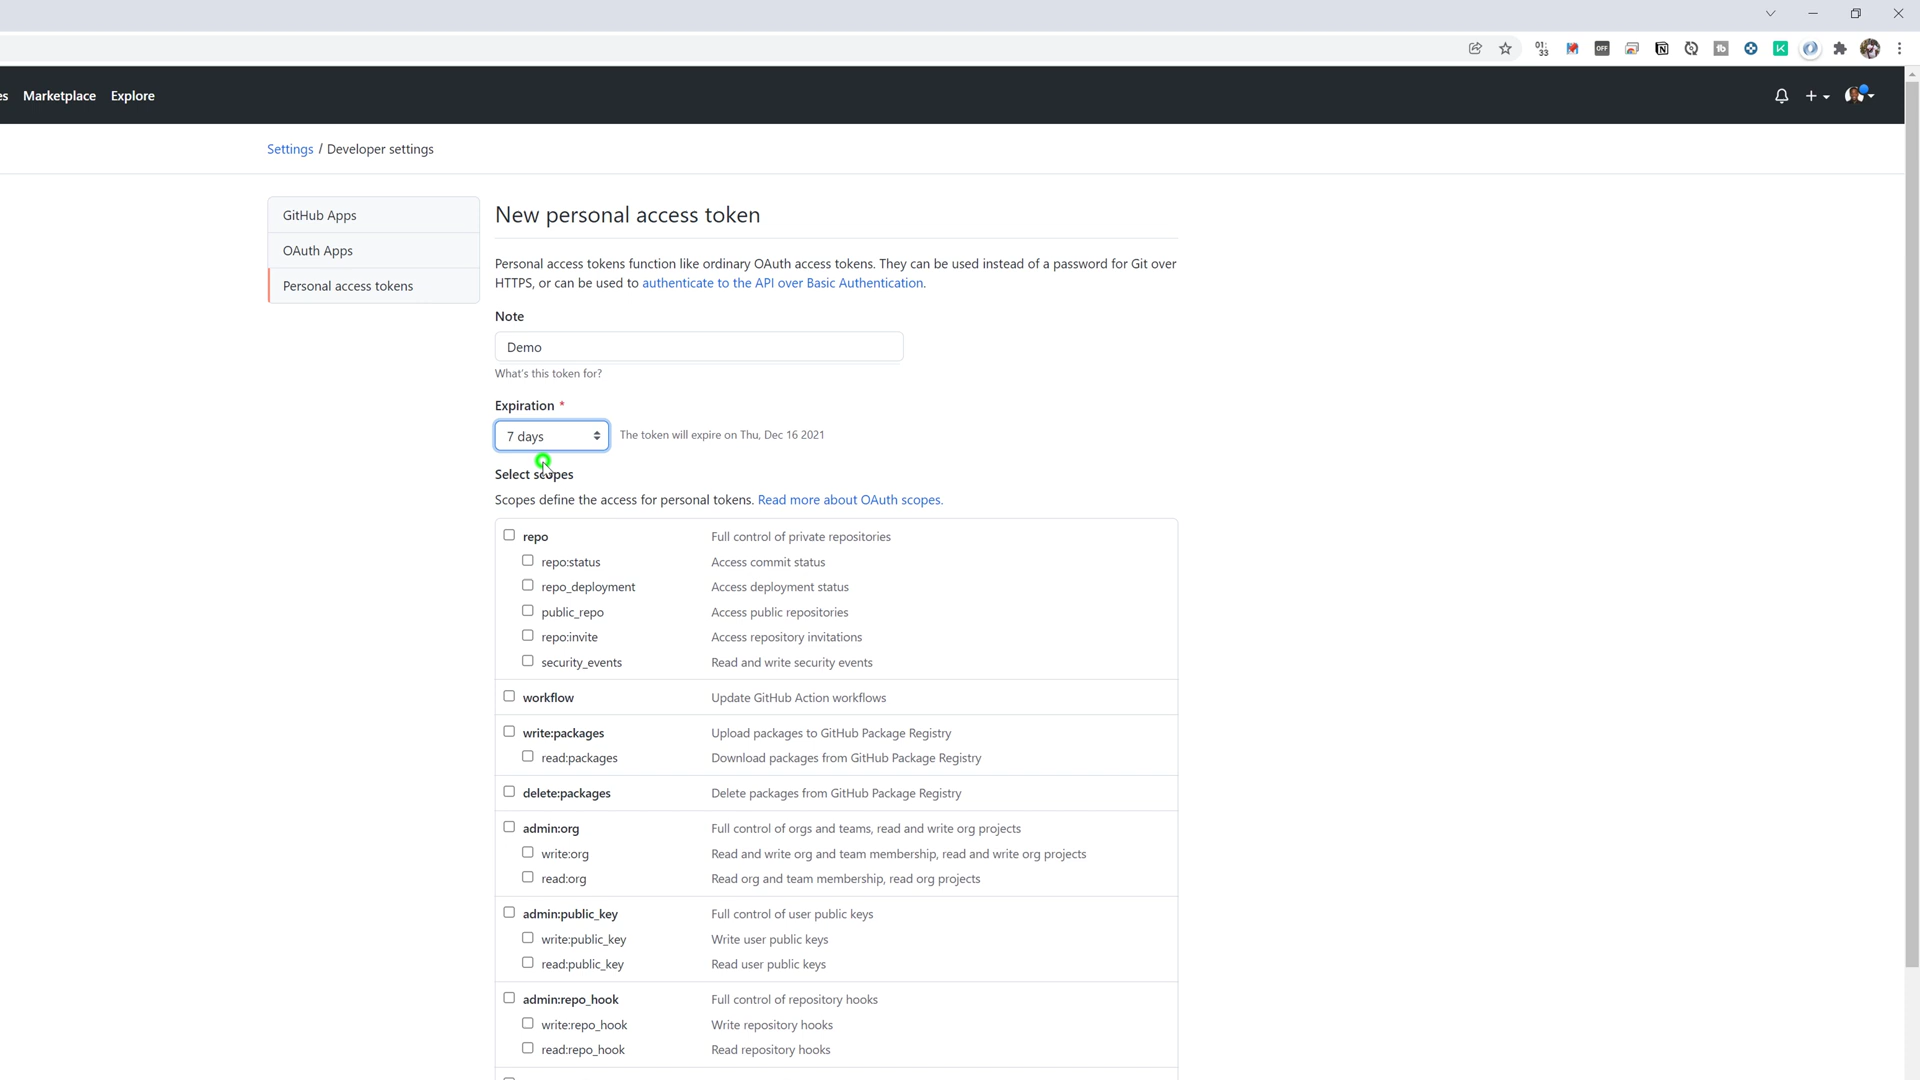 es Marketplace Explore
Settings / Developer settings
GitHub Apps
OAuth Apps
Personal access tokens
New personal access token
Personal access tokens function like ordinary OAuth access tokens. They can be used instead of a password for Git over
HTTPS, or can be used to authenticate to the API over Basic Authentication.
Note
Demo
What's this token for?
Expiration *
7 days The token will expire on Thu, Dec 16 2021
Select scopes
Scopes define the access for personal tokens. Read more about OAuth scopes.
repo Full control of private repositories
repo:status Access commit status
repo_deployment Access deployment status
public_repo Access public repositories
repo:invite Access repository invitations
security_events Read and write security events
workflow Update GitHub Action workflows
write:packages Upload packages to GitHub Package Registry
read:packages Download packages from GitHub Package Registry
delete:packages Delete packages from GitHub Package Registry
admin:org Full control of orgs and teams, read and write org projects
write:org Read and write org and team membership, read and write org projects
read:org Read org and team membership, read org projects
admin:public_key Full control of user public keys
write:public_key Write user public keys
read:public_key Read user public keys
admin:repo_hook Full control of repository hooks
write:repo_hook Write repository hooks
read:repo_hook Read repository hooks